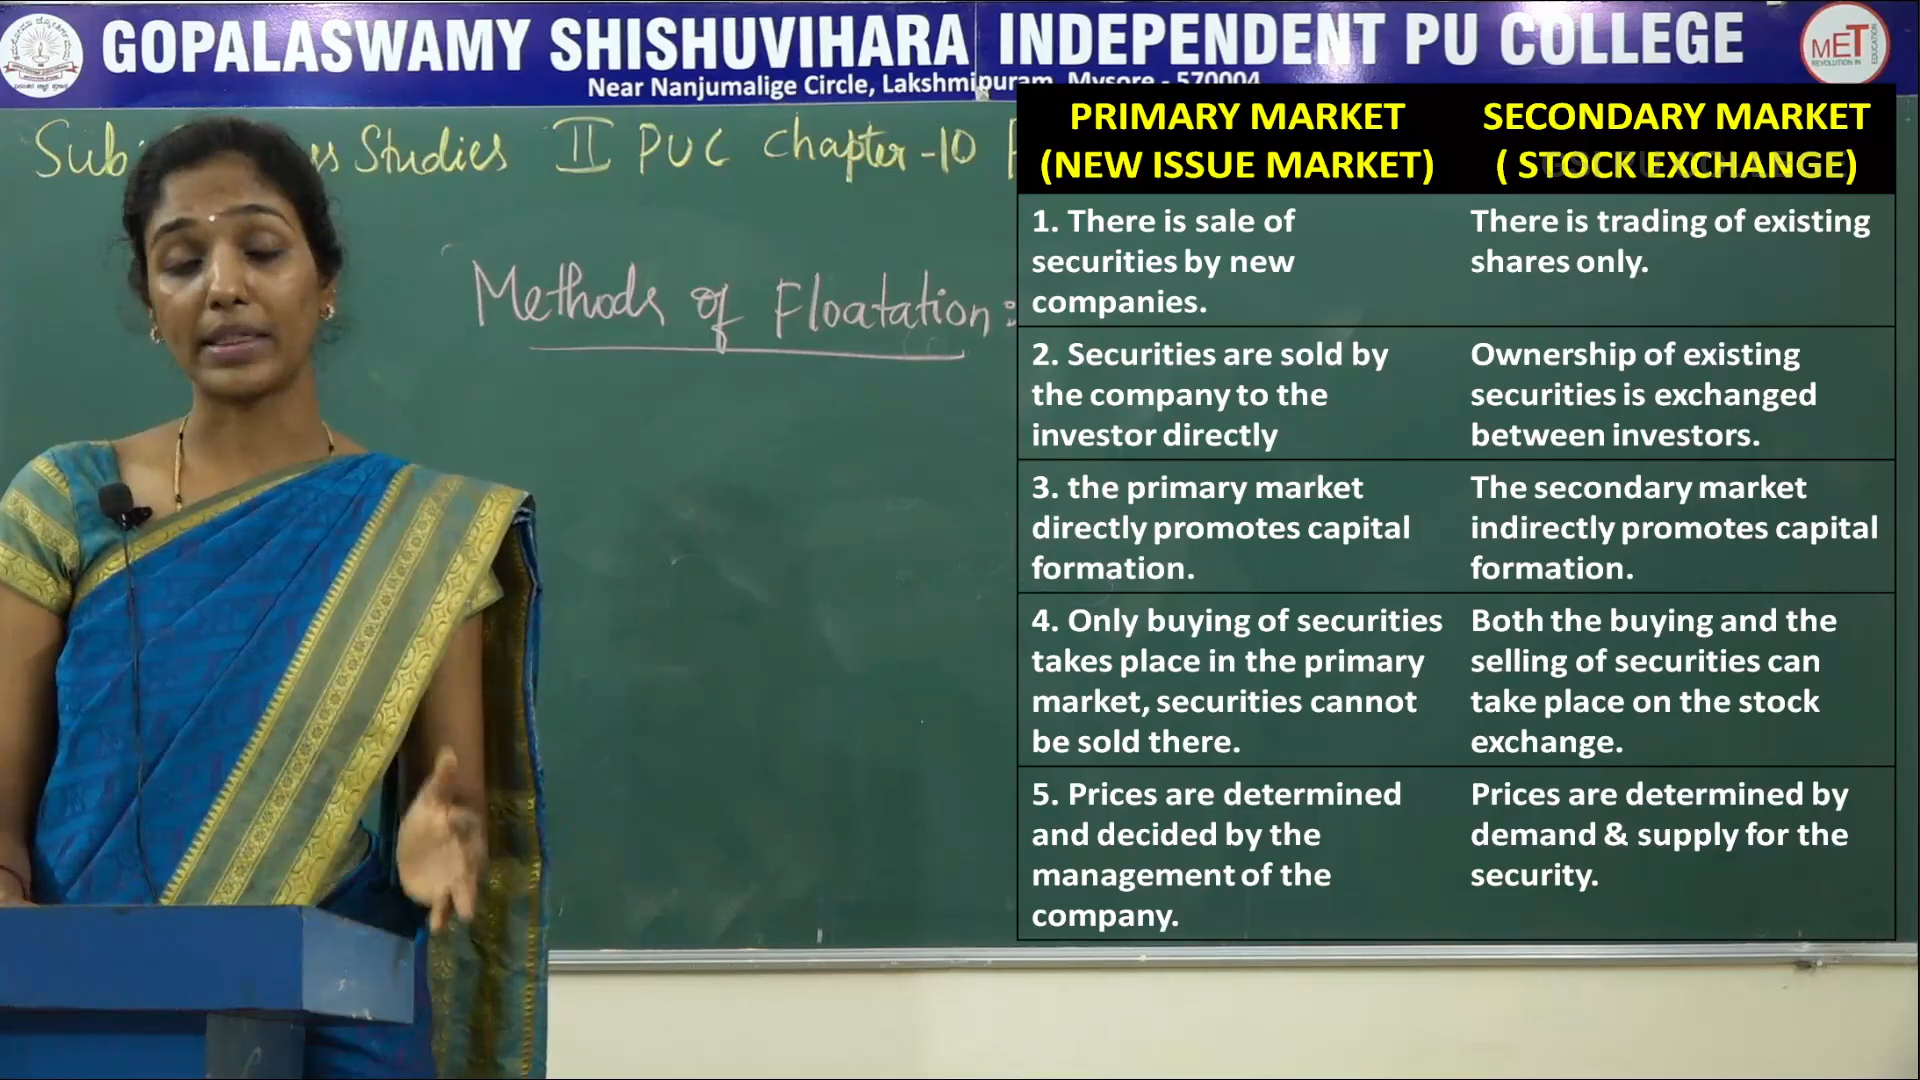 GOPALASWAMY SHISHUVIHARA INDEPENDENT PU COLLEGE
Near Nanjumalige Circle, Lakshmipuram, Mysore - 570004
MET
REVOLUTION IN EDUCATION
Studies II PUC Chapter -10
Methods of Floatation :
PRIMARY MARKET
(NEW ISSUE MARKET)
SECONDARY MARKET
( STOCK EXCHANGE)
1. There is sale of
securities by new
companies.
There is trading of existing
shares only.
2. Securities are sold by
the company to the
investor directly
Ownership of existing
securities is exchanged
between investors.
3. the primary market
directly promotes capital
formation.
The secondary market
indirectly promotes capital
formation.
4. Only buying of securities
takes place in the primary
market, securities cannot
be sold there.
Both the buying and the
selling of securities can
take place on the stock
exchange.
5. Prices are determined
and decided by the
management of the
company.
Prices are determined by
demand & supply for the
security.